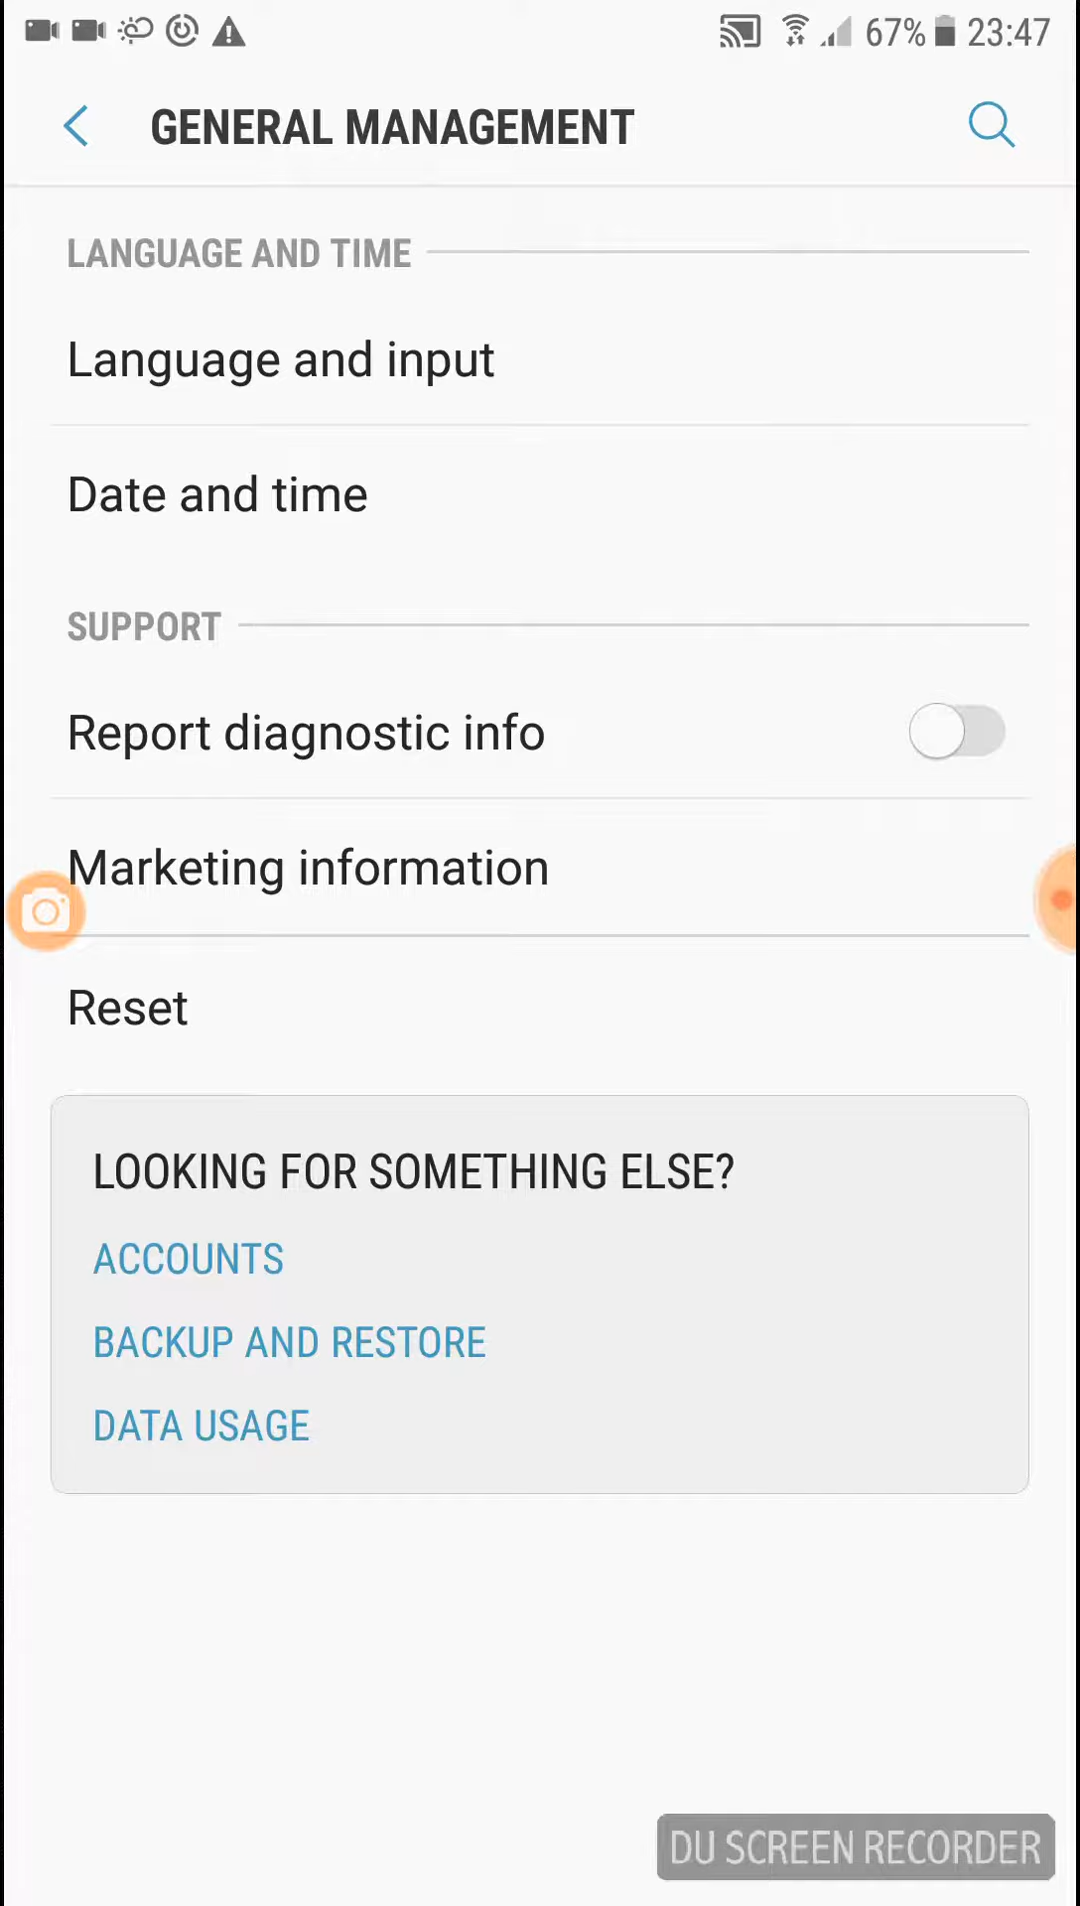 67% 23:47
GENERAL MANAGEMENT
LANGUAGE AND TIME
Language and input
Date and time
SUPPORT
Report diagnostic info
Marketing information
Reset
LOOKING FOR SOMETHING ELSE?
ACCOUNTS
BACKUP AND RESTORE
DATA USAGE
DU SCREEN RECORDER